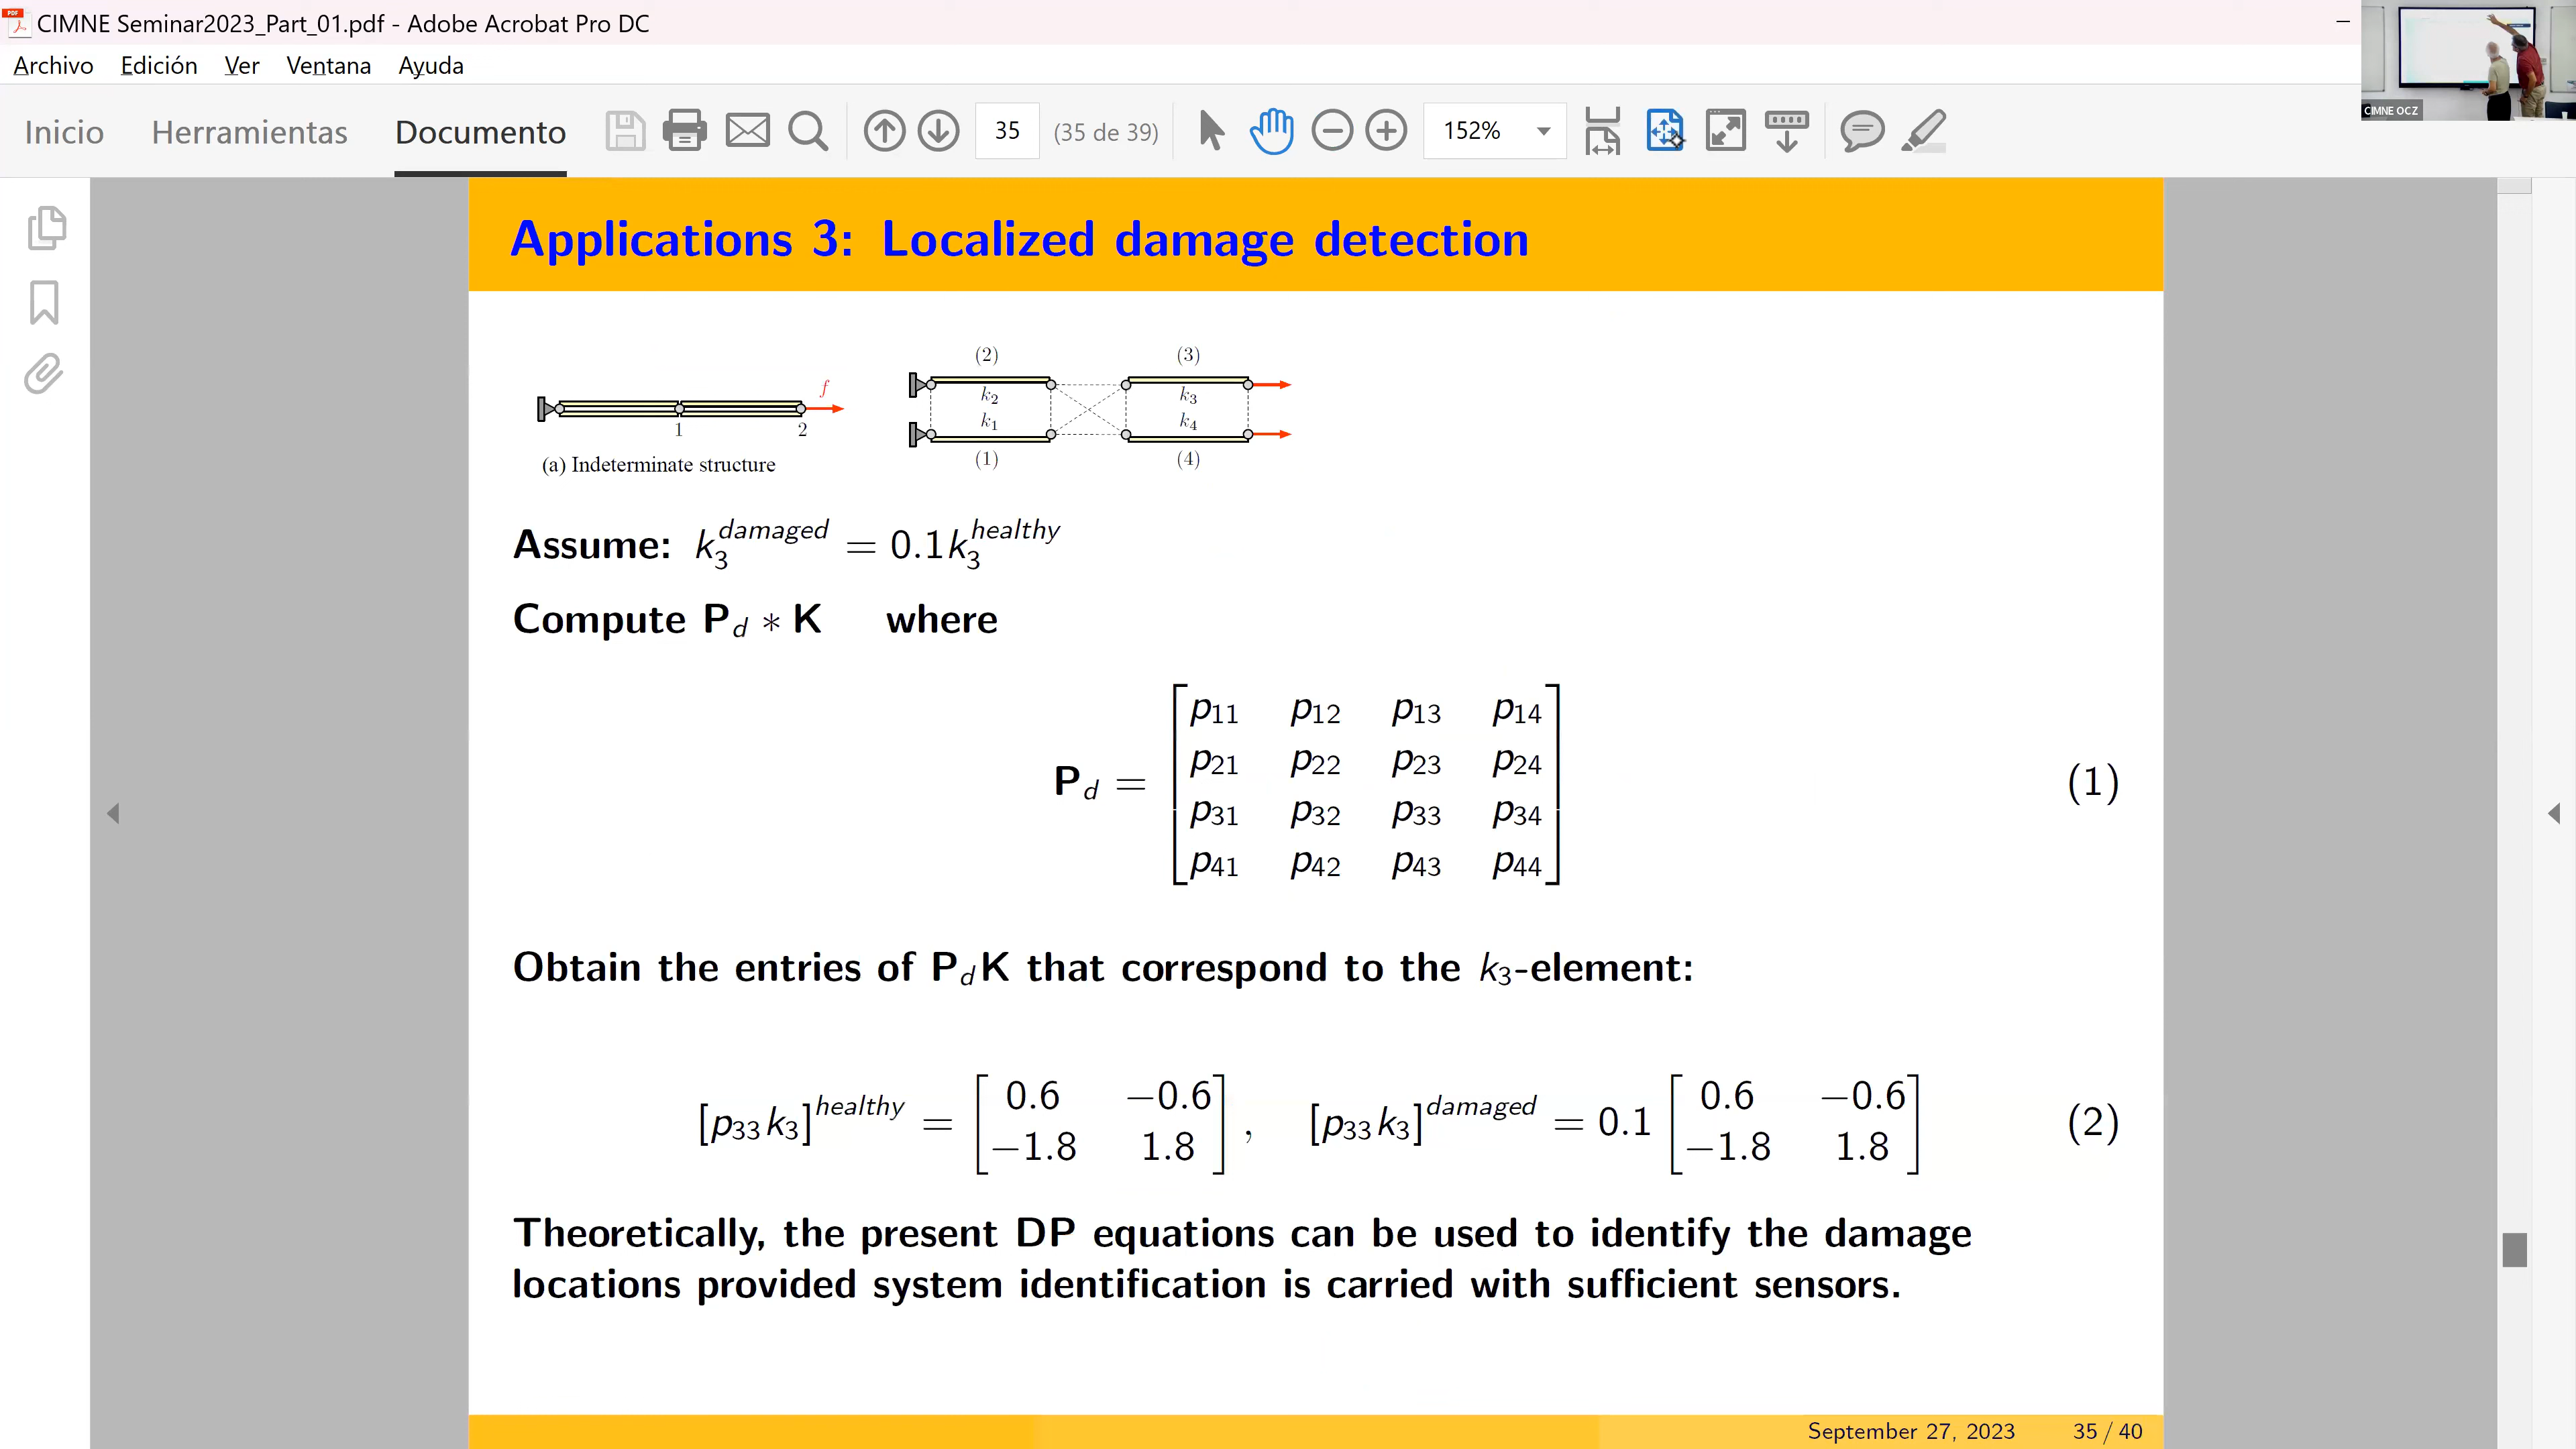 PDF
CIMNE Seminar2023_Part_01.pdf - Adobe Acrobat Pro DC
Archivo Edición Ver Ventana Ayuda
Inicio Herramientas Documento 35 (35 de 39) 152%
CIMNE OCZ
Applications 3: Localized damage detection
f
1 2
(a) Indeterminate structure
(2) (3)
k₂ k₃
k₁ k₄
(1) (4)
Assume: k₃^damaged = 0.1k₃^healthy
Compute P_d * K where
P_d = [p₁₁ p₁₂ p₁₃ p₁₄
p₂₁ p₂₂ p₂₃ p₂₄
p₃₁ p₃₂ p₃₃ p₃₄
p₄₁ p₄₂ p₄₃ p₄₄] (1)
Obtain the entries of P_dK that correspond to the k₃-element:
[p₃₃k₃]^healthy = [0.6 −0.6 −1.8 1.8], [p₃₃k₃]^damaged = 0.1 [0.6 −0.6 −1.8 1.8] (2)
Theoretically, the present DP equations can be used to identify the damage
locations provided system identification is carried with sufficient sensors.
September 27, 2023 35 / 40